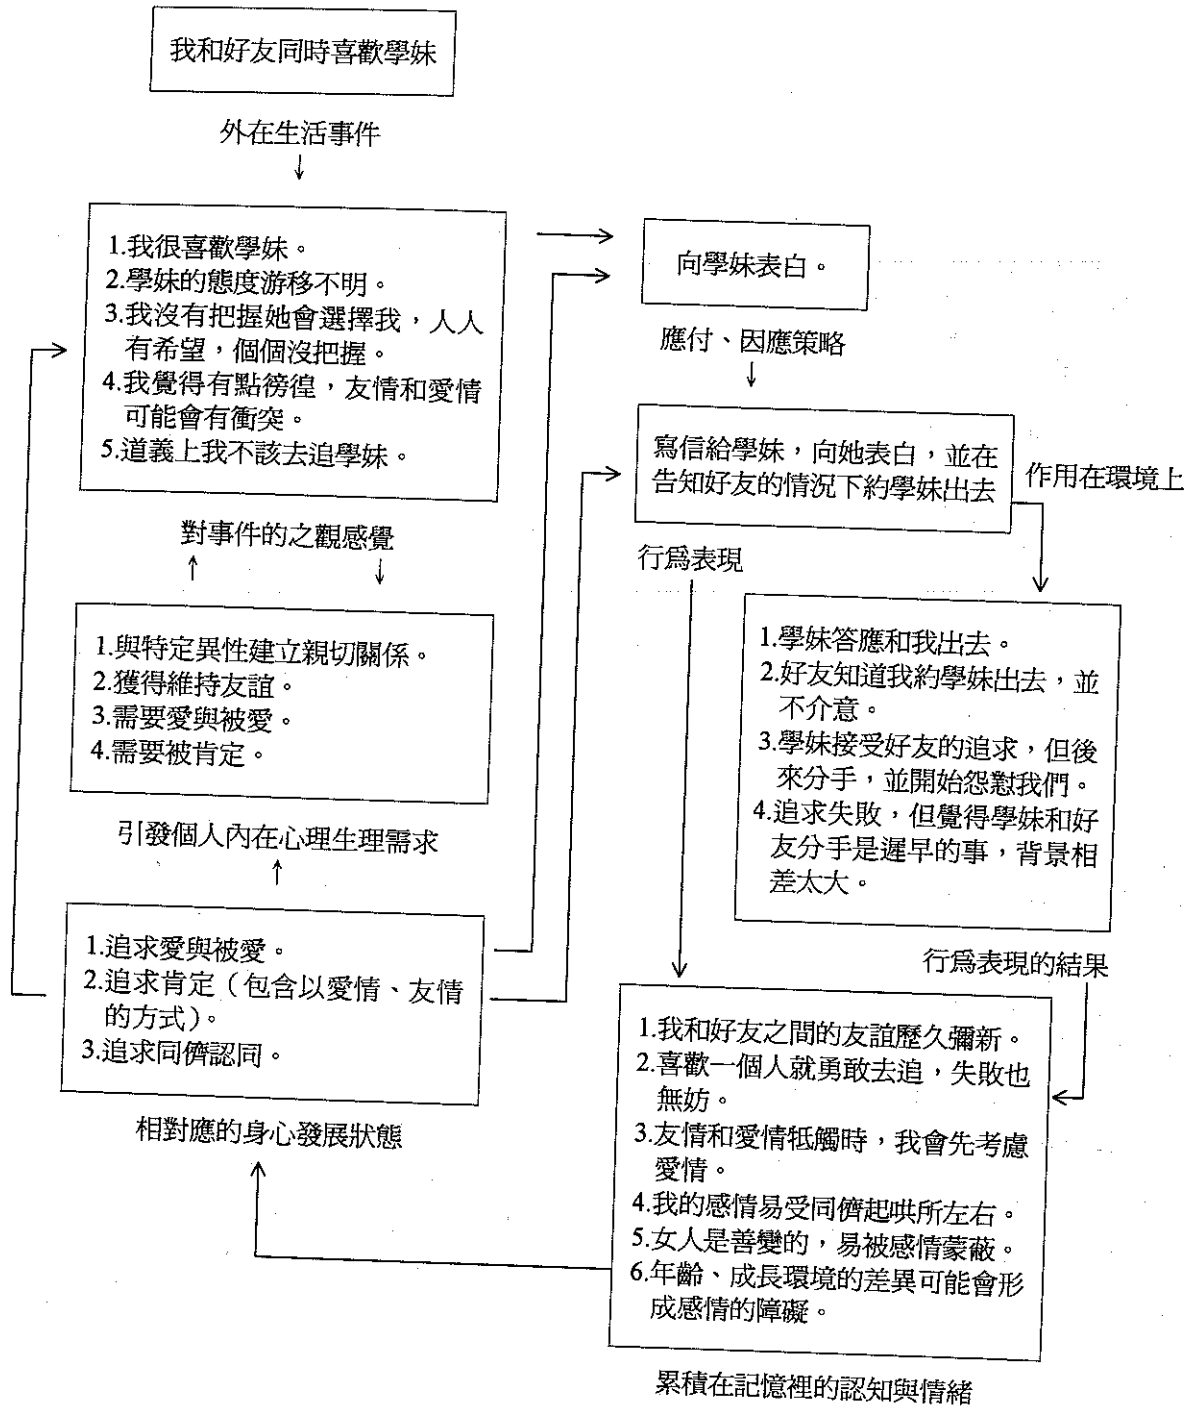 我和好友同時喜歡學妹
外在生活事件
1.我很喜歡學妹。
2.學妹的態度游移不明。
3.我沒有把握她會選擇我，人人
有希望，個個沒把握。
4.我覺得有點徬徨，友情和愛情
可能會有衝突。
5.道義上我不該去追學妹。
對事件的之觀感覺
1.與特定異性建立親切關係。
2.獲得維持友誼。
3.需要愛與被愛。
4.需要被肯定。
引發個人內在心理生理需求
1.追求愛與被愛。
2.追求肯定（包含以愛情、友情
的方式）。
3.追求同儕認同。
相對應的身心發展狀態
向學妹表白。
應付、因應策略
寫信給學妹，向她表白，並在
告知好友的情況下約學妹出去
作用在環境上
行爲表現
1.學妹答應和我出去。
2.好友知道我約學妹出去，並
不介意。
3.學妹接受好友的追求，但後
來分手，並開始怨懟我們。
4.追求失敗，但覺得學妹和好
友分手是遲早的事，背景相
差太大。
行爲表現的結果
1.我和好友之間的友誼歷久彌新。
2.喜歡一個人就勇敢去追，失敗也
無妨。
3.友情和愛情牴觸時，我會先考慮
愛情。
4.我的感情易受同儕起哄所左右。
5.女人是善變的，易被感情蒙蔽。
6.年齡、成長環境的差異可能會形
成感情的障礙。
累積在記憶裡的認知與情緒